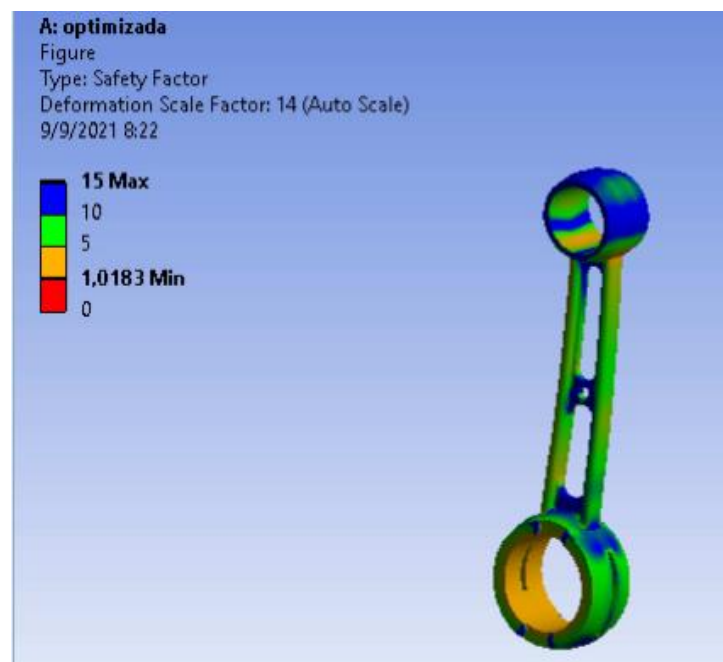 A: optimizada
Figure
Type: Safety Factor
Deformation Scale Factor: 14 (Auto Scale)
9/9/2021 8:22
15 Max
10
5
1,0183 Min
0